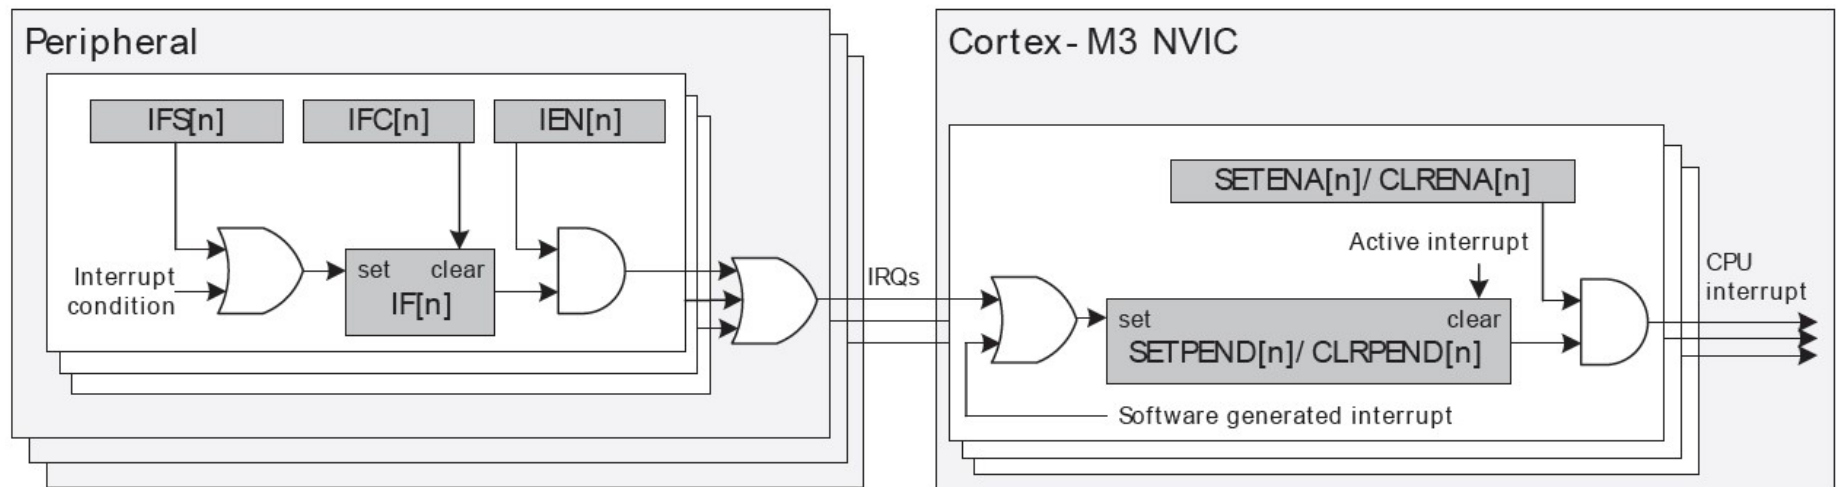 Peripheral
IFS[n]
IFC[n]
IEN[n]
Interrupt
condition
set clear
IF[n]
IRQs
Cortex-M3 NVIC
SETENA[n]/ CLRENA[n]
Active interrupt
set clear
SETPEND[n]/ CLRPEND[n]
Software generated interrupt
CPU
interrupt